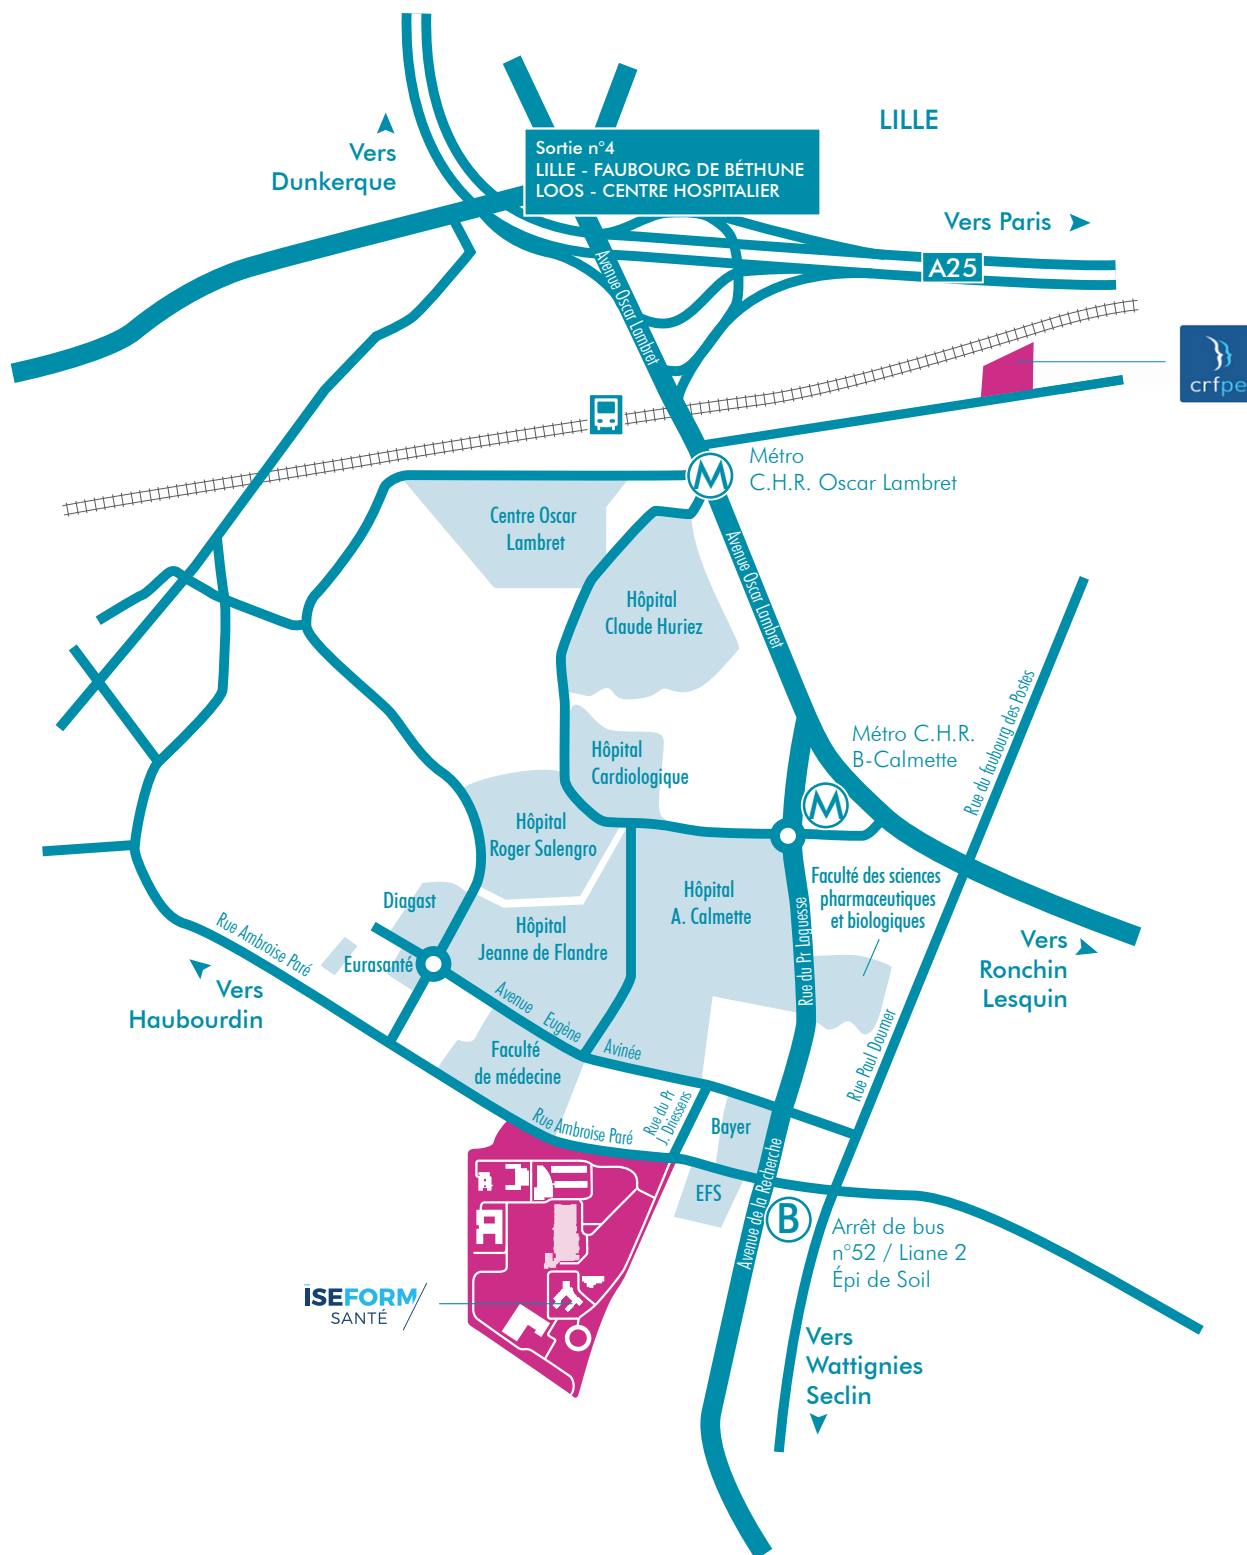 LILLE
Sortie n°4
LILLE - FAUBOURG DE BÉTHUNE
LOOS - CENTRE HOSPITALIER
Vers
Dunkerque
Vers Paris
A25
Avenue Oscar Lambret
crfpe
Métro
C.H.R. Oscar Lambret
M
Centre Oscar
Lambret
Avenue Oscar Lambret
Hôpital
Claude Huriez
Rue du faubourg des Postes
Métro C.H.R.
B-Calmette
M
Hôpital
Cardiologique
Hôpital
Roger Salengro
Faculté des sciences
pharmaceutiques
et biologiques
Hôpital
A. Calmette
Diagast
Hôpital
Jeanne de Flandre
Rue du Pr Laguesse
Rue Ambroise Paré
Eurasanté
Vers
Ronchin
Lesquin
Vers
Haubourdin
Avenue Eugène Avinée
Faculté
de médecine
Rue Paul Doumer
Rue du Pr
J. Driessens
Rue Ambroise Paré
Bayer
EFS
Avenue de la Recherche
B
Arrêt de bus
n°52 / Liane 2
Épi de Soil
ISEFORM
SANTÉ
Vers
Wattignies
Seclin